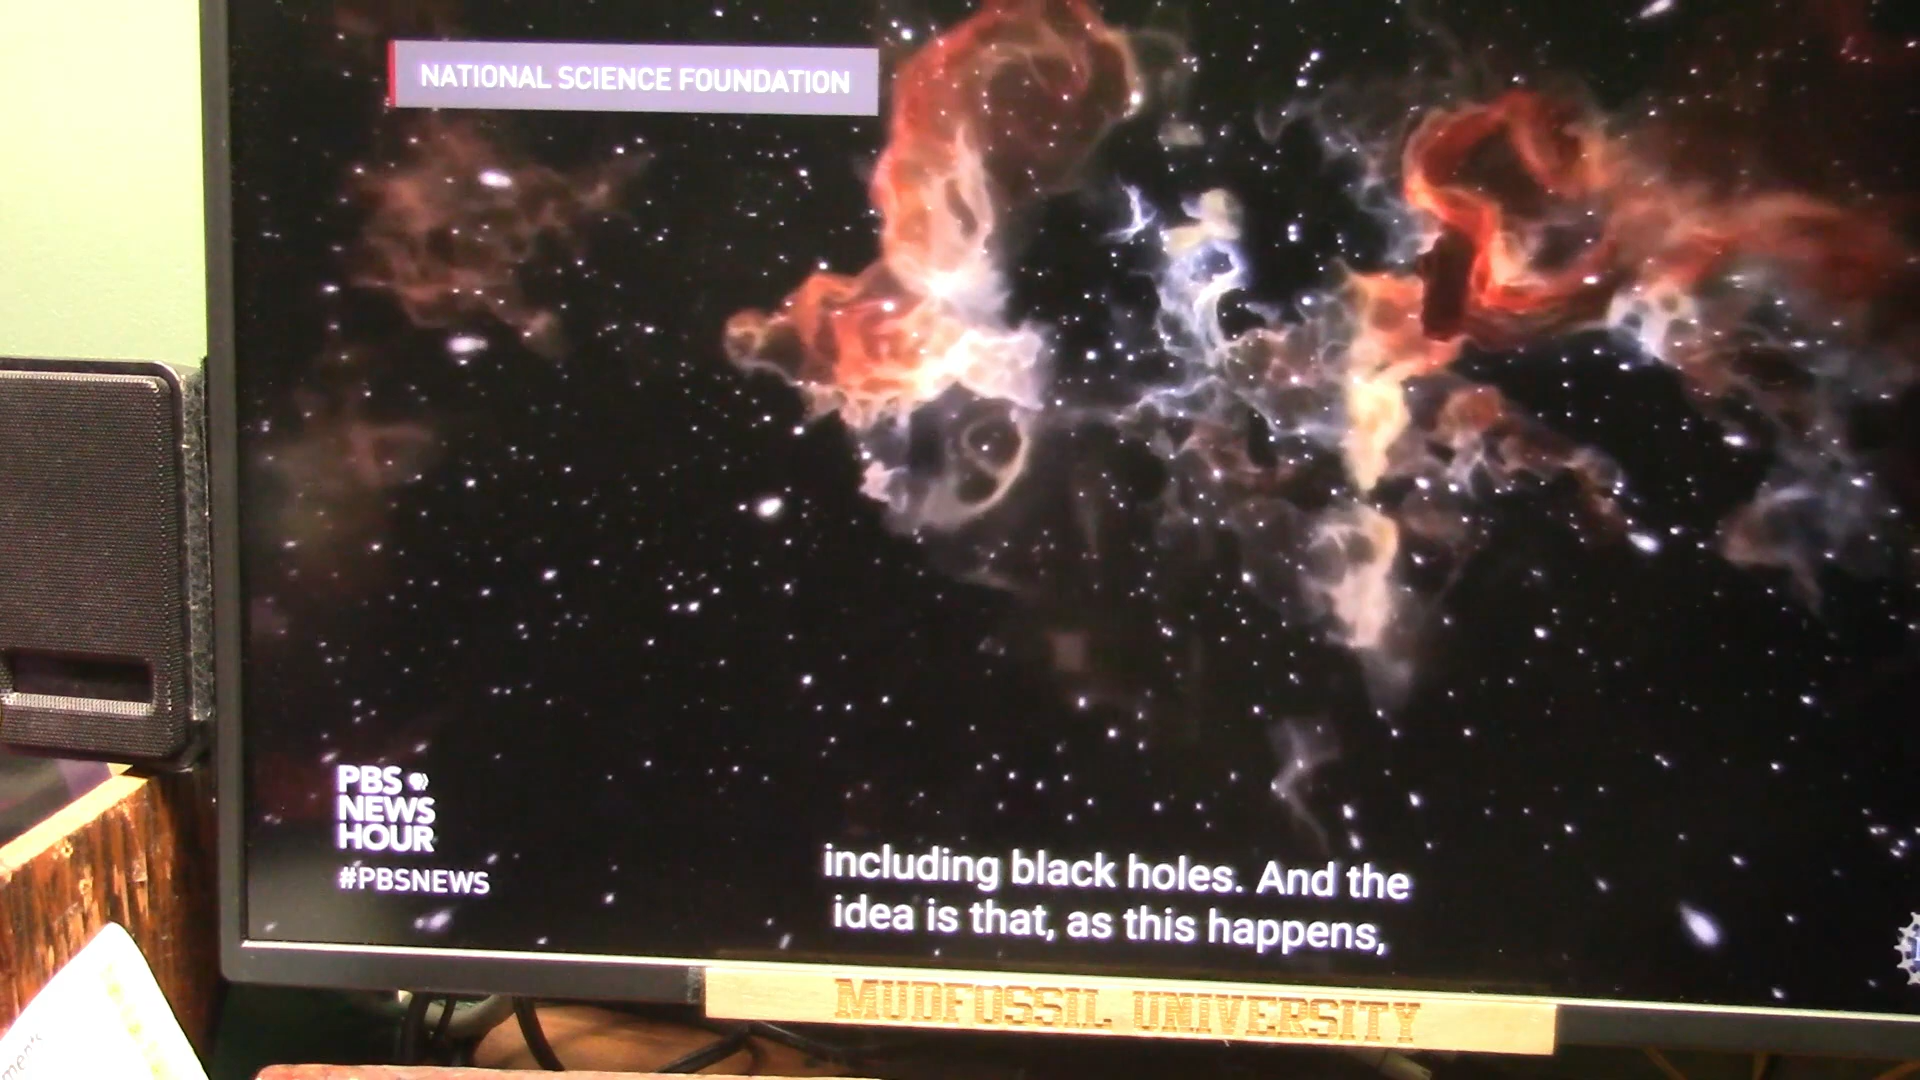 NATIONAL SCIENCE FOUNDATION
PBS
NEWS
HOUR
#PBSNEWS
including black holes. And the
idea is that, as this happens,
MUDFOSSIL UNIVERSITY